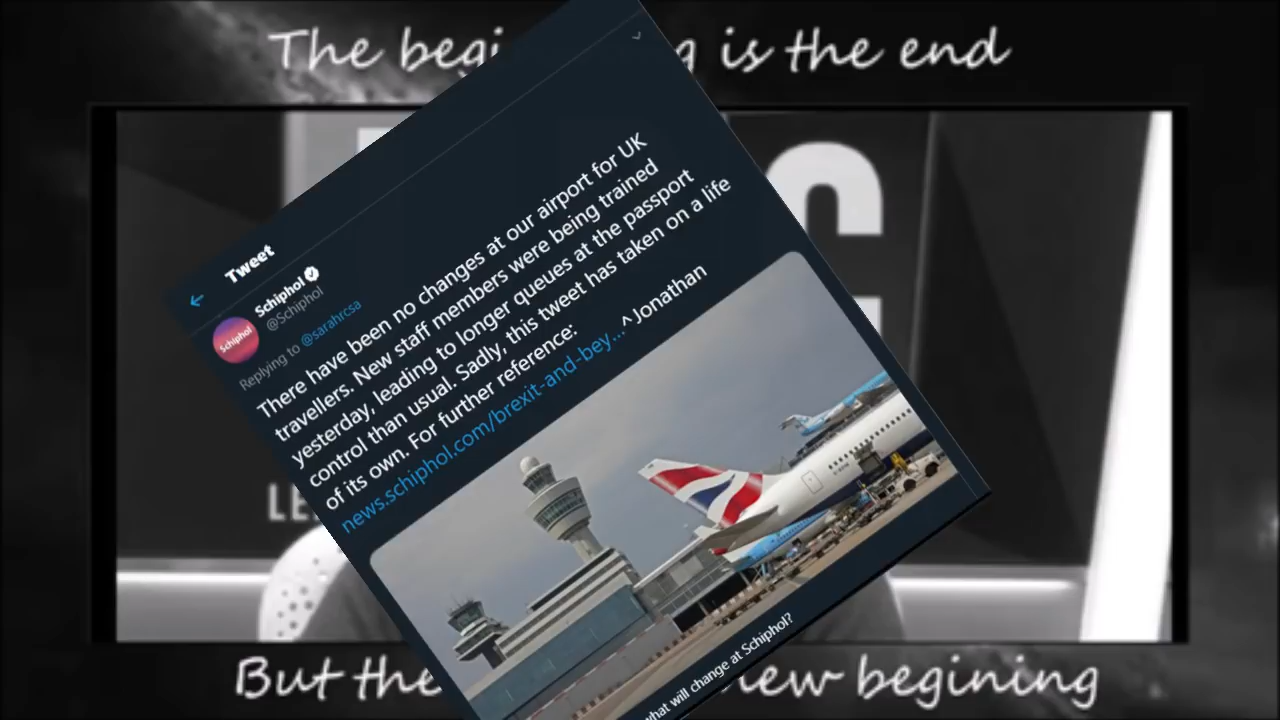 The begi g is the end
Tweet
Schiphol
@Schiphol
Schiphol
Replying to @sarahrcsa
There have been no changes at our airport for UK
travellers. New staff members were being trained
yesterday, leading to longer queues at the passport
control than usual. Sadly, this tweet has taken on a life
of its own. For further reference:
news.schiphol.com/brexit-and-bey... ^Jonathan
what will change at Schiphol?
LE
But the new begining